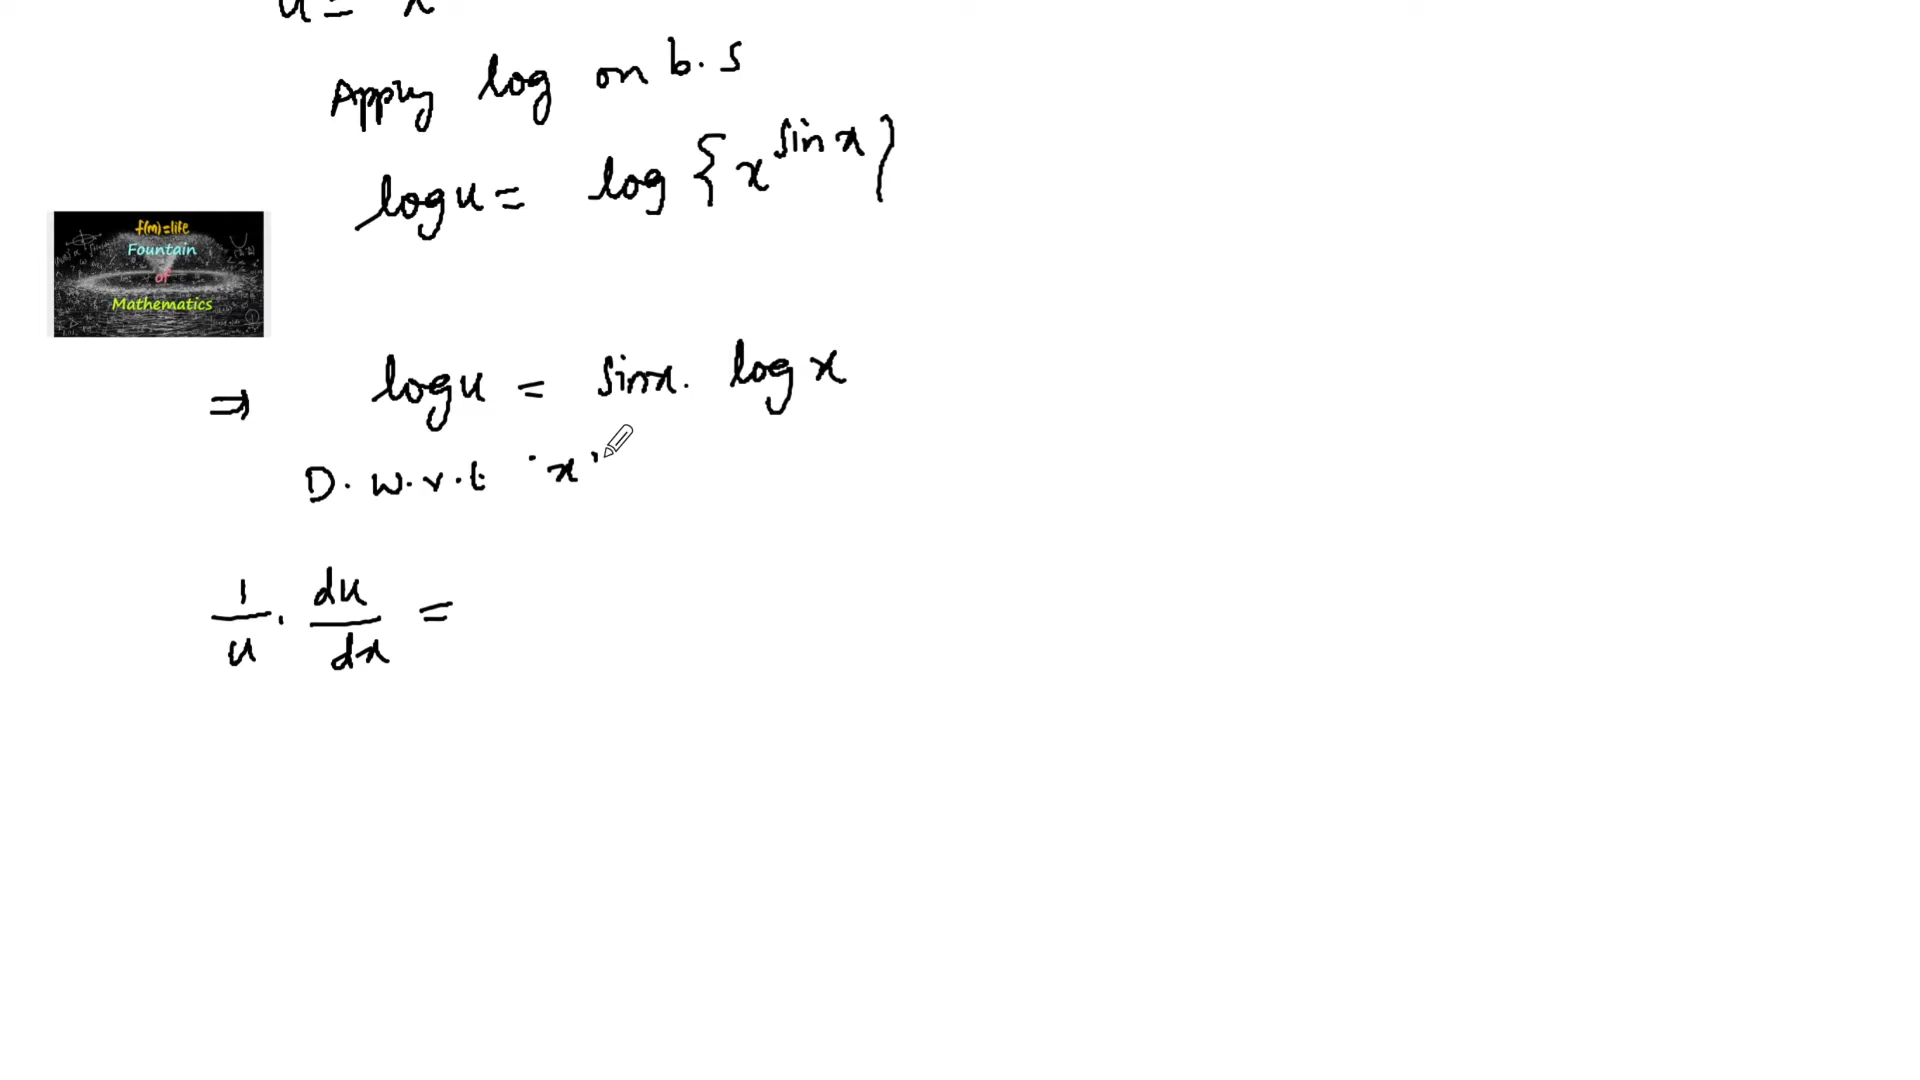 u = x
Apply log on b.s
log u = log { x^sin x }
f(m)=life
Fountain
of
Mathematics
⇒ log u = sin x . log x
D. w.r.t 'x'
1/u . du/dx =